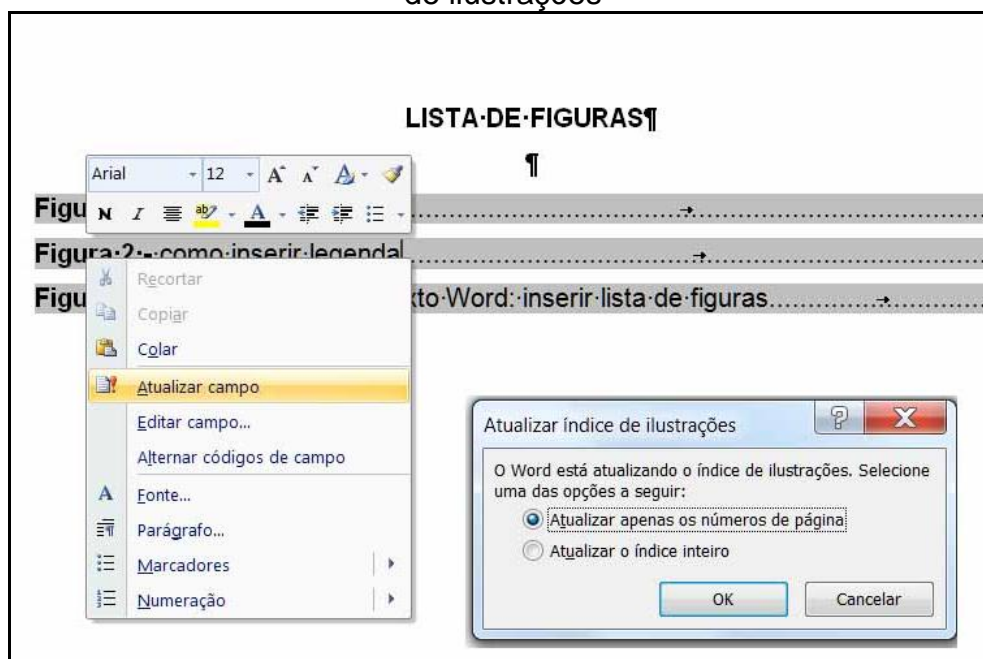 de ilustrações
LISTA·DE·FIGURAS¶
¶
Arial 12 A A A
N I ab A
Figu
Figura·2·-·como·inserir·legenda
Figu xto·Word:·inserir·lista·de·figuras
Recortar
Copiar
Colar
Atualizar campo
Editar campo...
Alternar códigos de campo
A Fonte...
Parágrafo...
Marcadores
Numeração
Atualizar índice de ilustrações
O Word está atualizando o índice de ilustrações. Selecione
uma das opções a seguir:
Atualizar apenas os números de página
Atualizar o índice inteiro
OK Cancelar